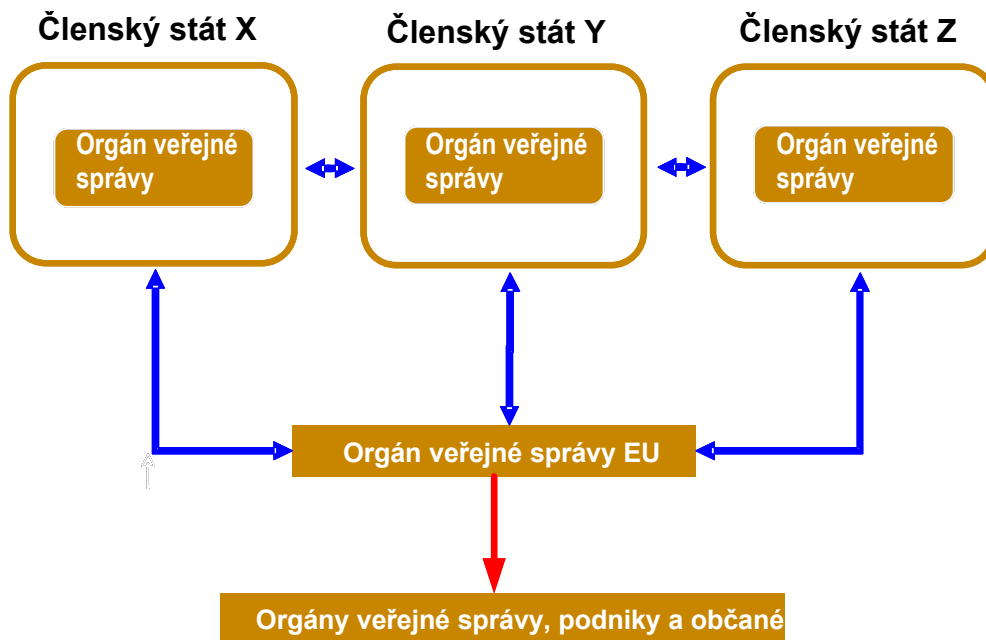 Členský stát X
Členský stát Y
Členský stát Z
Orgán veřejné
správy
Orgán veřejné
správy
Orgán veřejné
správy
Orgán veřejné správy EU
Orgány veřejné správy, podniky a občané